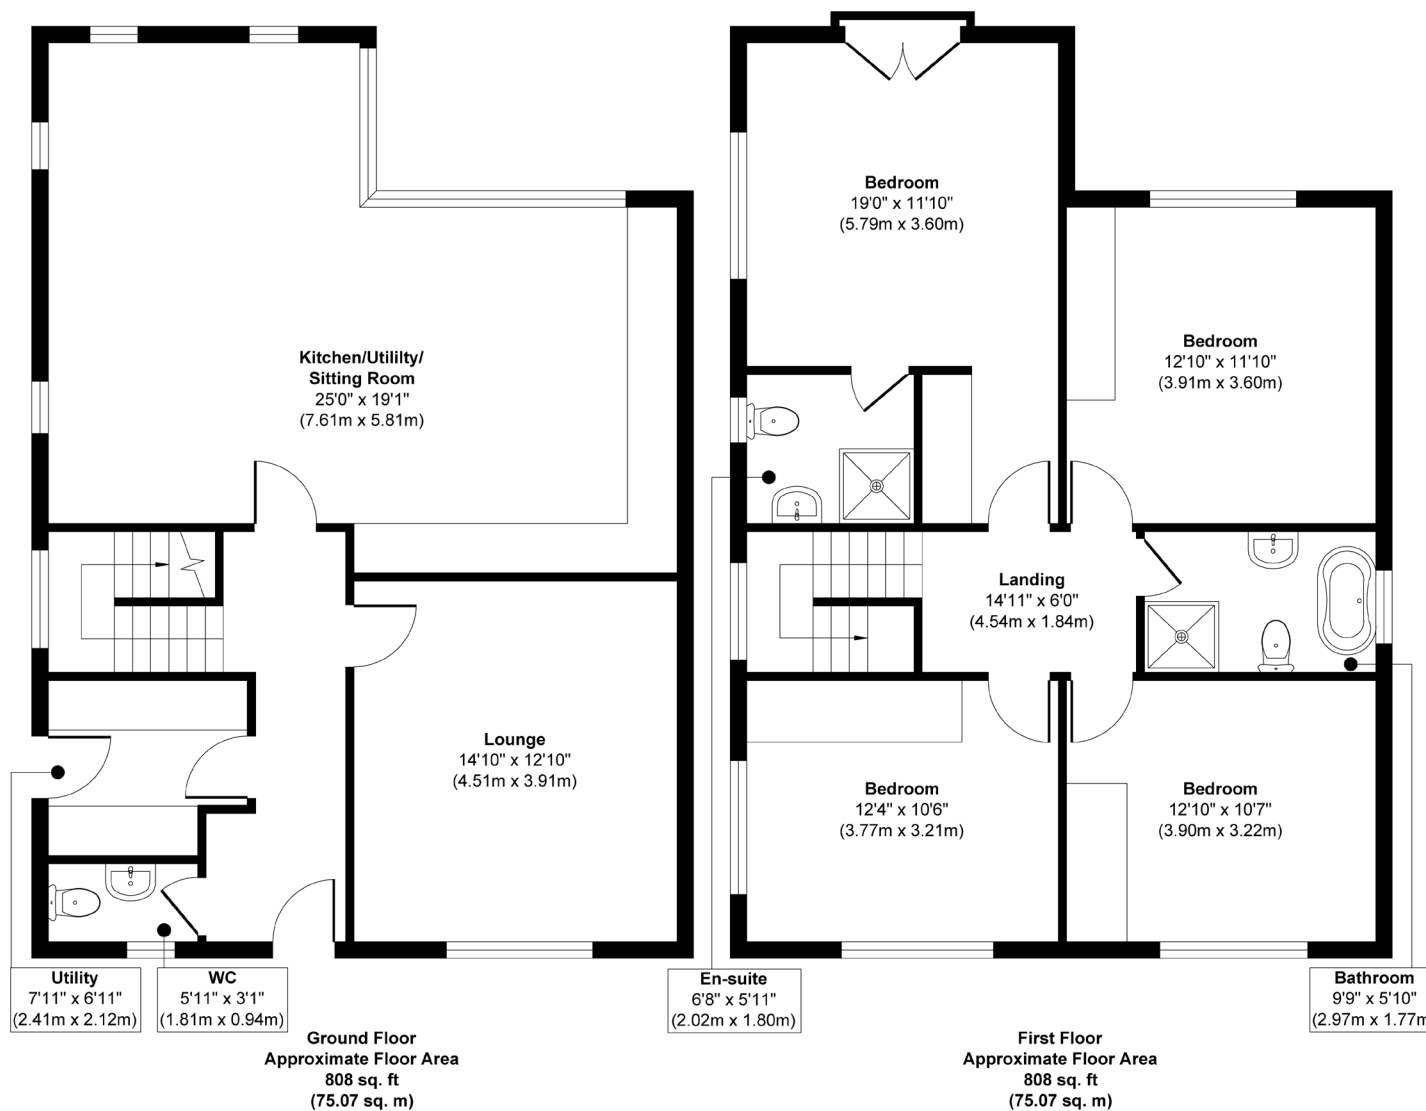 Kitchen/Utililty/
Sitting Room
25'0" x 19'1"
(7.61m x 5.81m)
Lounge
14'10" x 12'10"
(4.51m x 3.91m)
Utility
7'11" x 6'11"
(2.41m x 2.12m)
WC
5'11" x 3'1"
(1.81m x 0.94m)
Ground Floor
Approximate Floor Area
808 sq. ft
(75.07 sq. m)
Bedroom
19'0" x 11'10"
(5.79m x 3.60m)
Bedroom
12'10" x 11'10"
(3.91m x 3.60m)
Landing
14'11" x 6'0"
(4.54m x 1.84m)
Bedroom
12'4" x 10'6"
(3.77m x 3.21m)
Bedroom
12'10" x 10'7"
(3.90m x 3.22m)
En-suite
6'8" x 5'11"
(2.02m x 1.80m)
Bathroom
9'9" x 5'10"
(2.97m x 1.77m
First Floor
Approximate Floor Area
808 sq. ft
(75.07 sq. m)